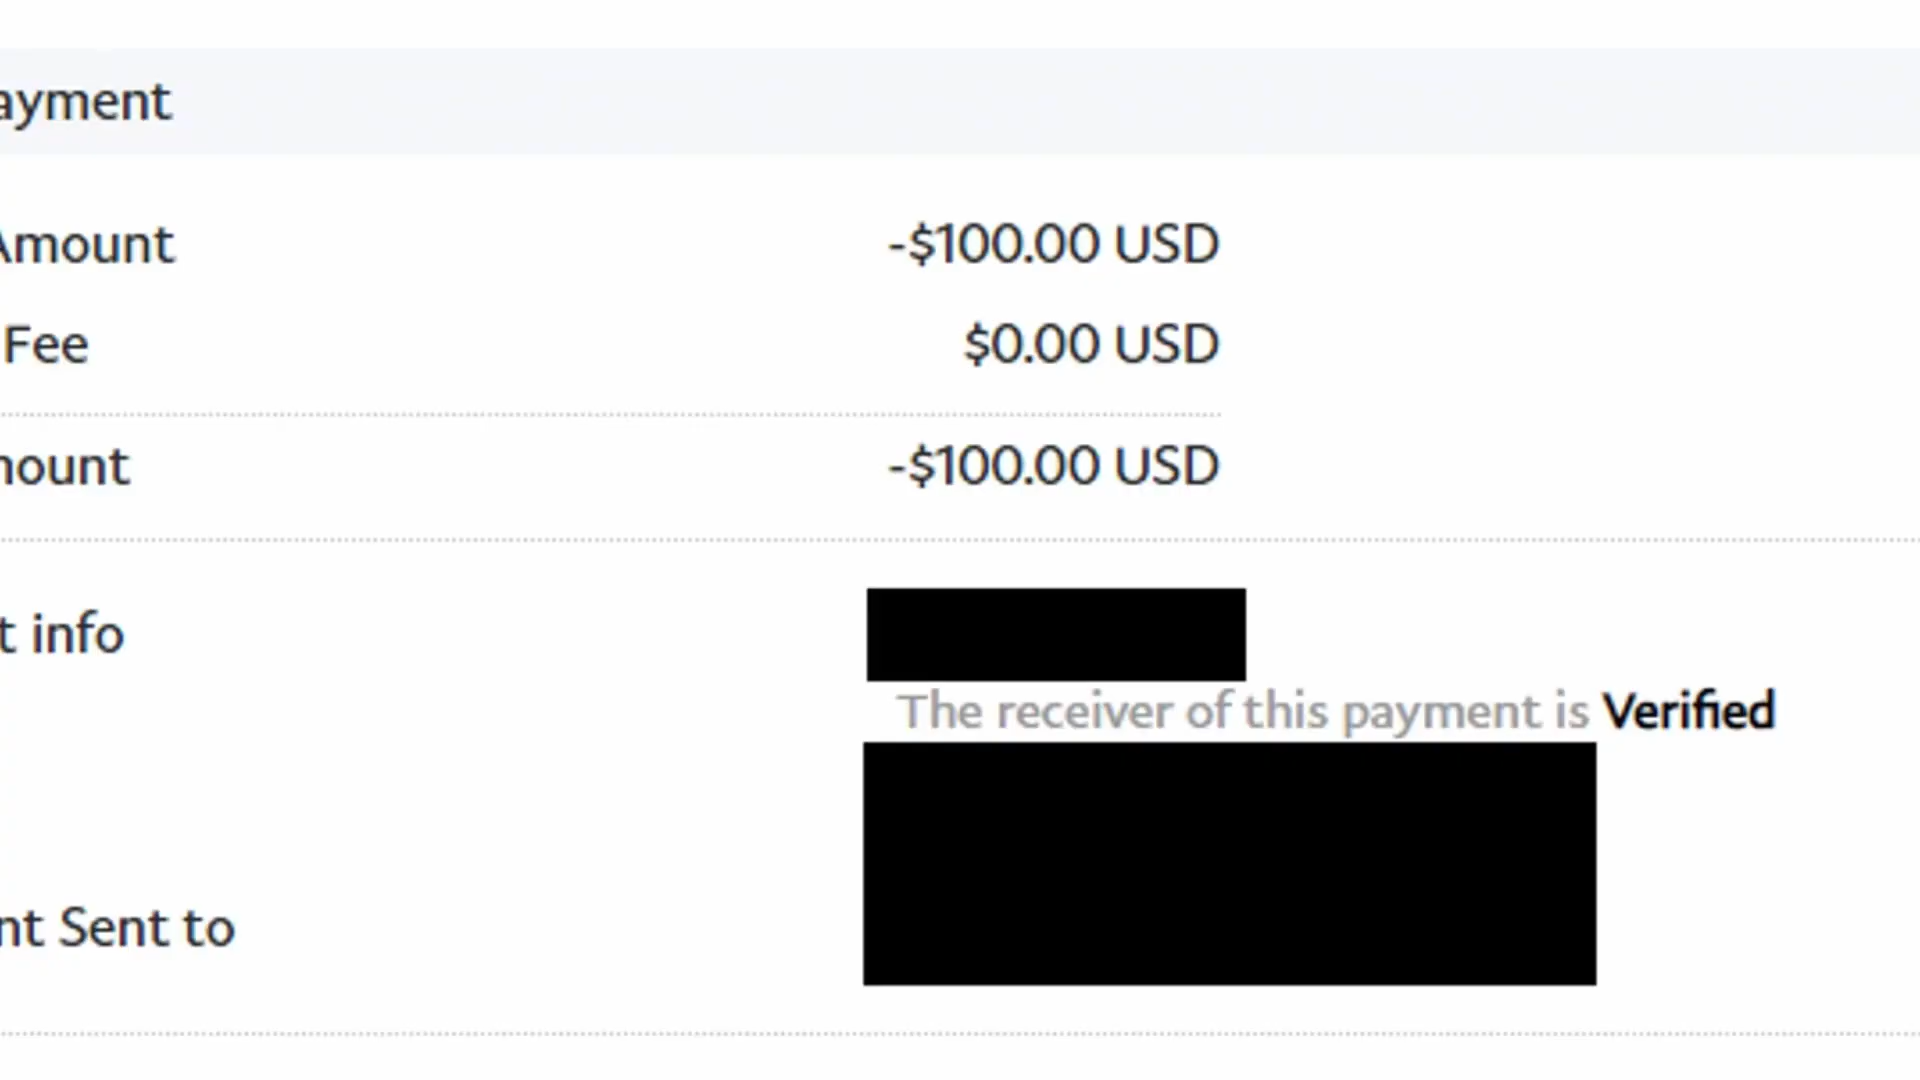 ayment
Amount -$100.00 USD
Fee $0.00 USD
mount -$100.00 USD
t info
The receiver of this payment is Verified
nt Sent to